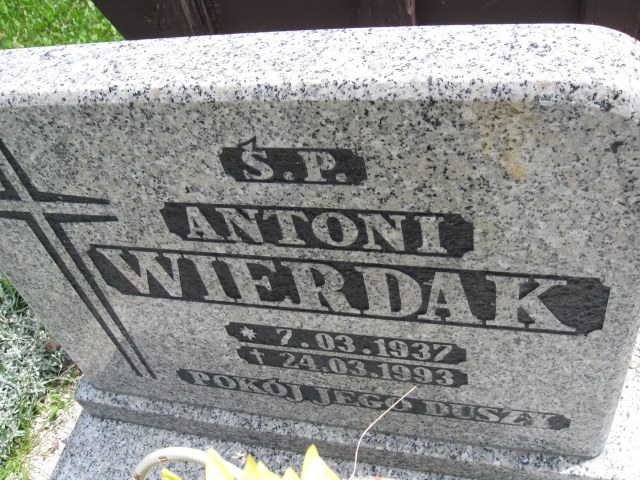 Ś.P.
ANTONI
WIERDAK
* 7.03.1937
† 24.03.1993
POKÓJ JEGO DUSZY